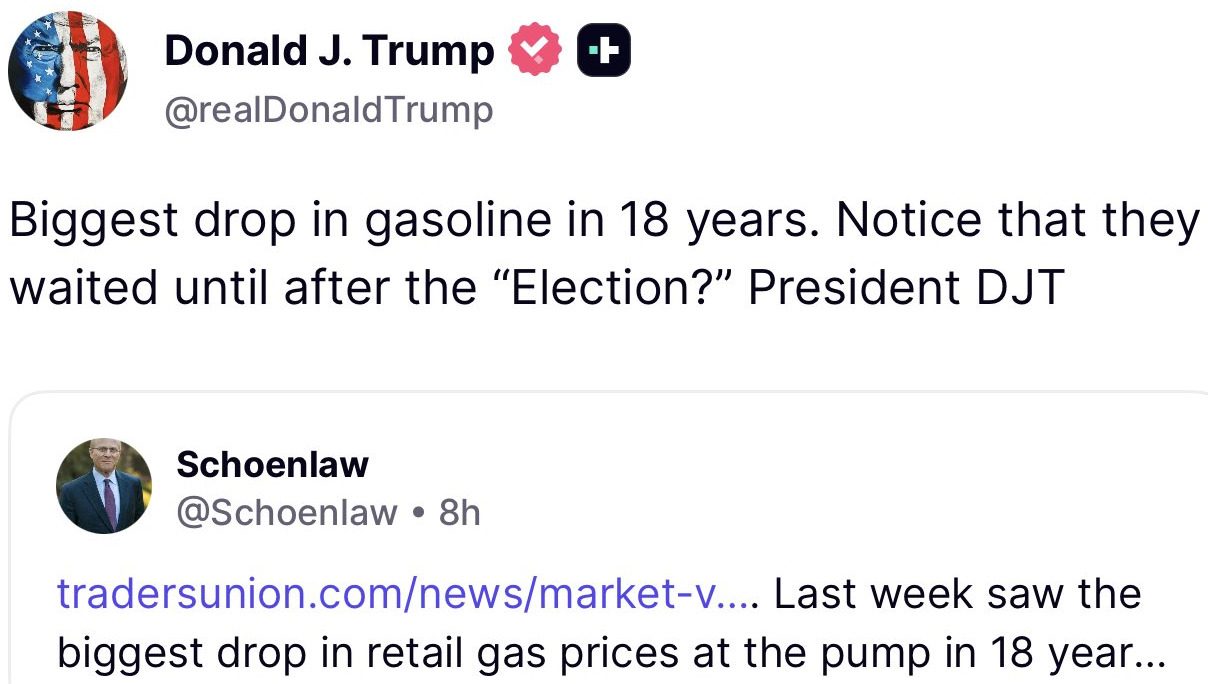 Donald J. Trump
@realDonaldTrump
Biggest drop in gasoline in 18 years. Notice that they
waited until after the “Election?” President DJT
Schoenlaw
@Schoenlaw • 8h
tradersunion.com/news/market-v.... Last week saw the
biggest drop in retail gas prices at the pump in 18 year...